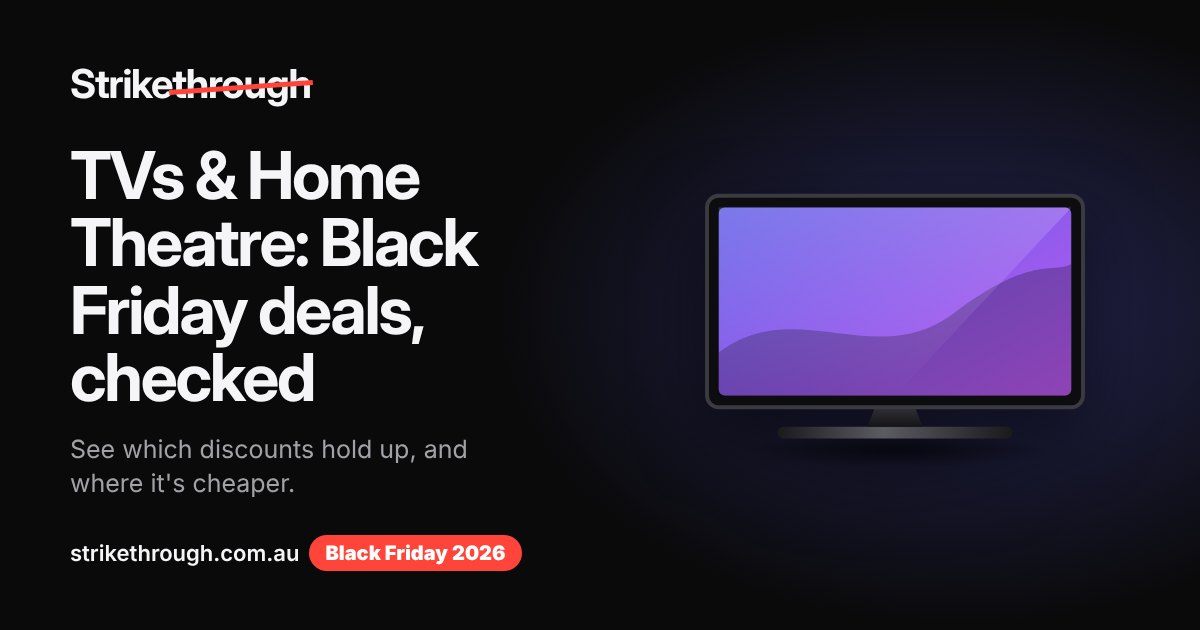 Strikethrough
TVs & Home
Theatre: Black
Friday deals,
checked
See which discounts hold up, and
where it's cheaper.
strikethrough.com.au
Black Friday 2026